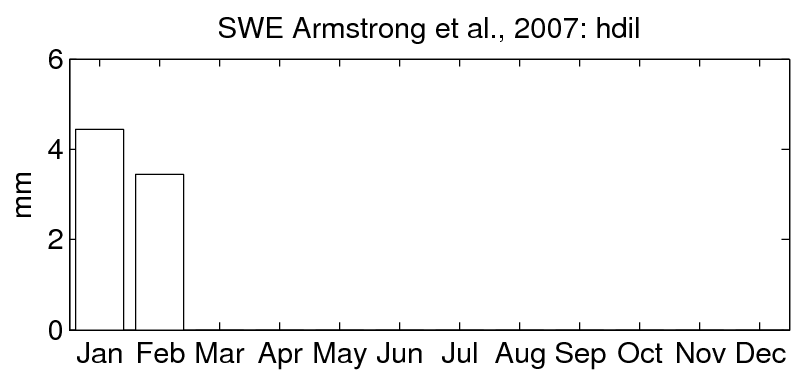 SWE Armstrong et al., 2007: hdil
6
4
2
0
mm
Jan Feb Mar Apr May Jun Jul Aug Sep Oct Nov Dec